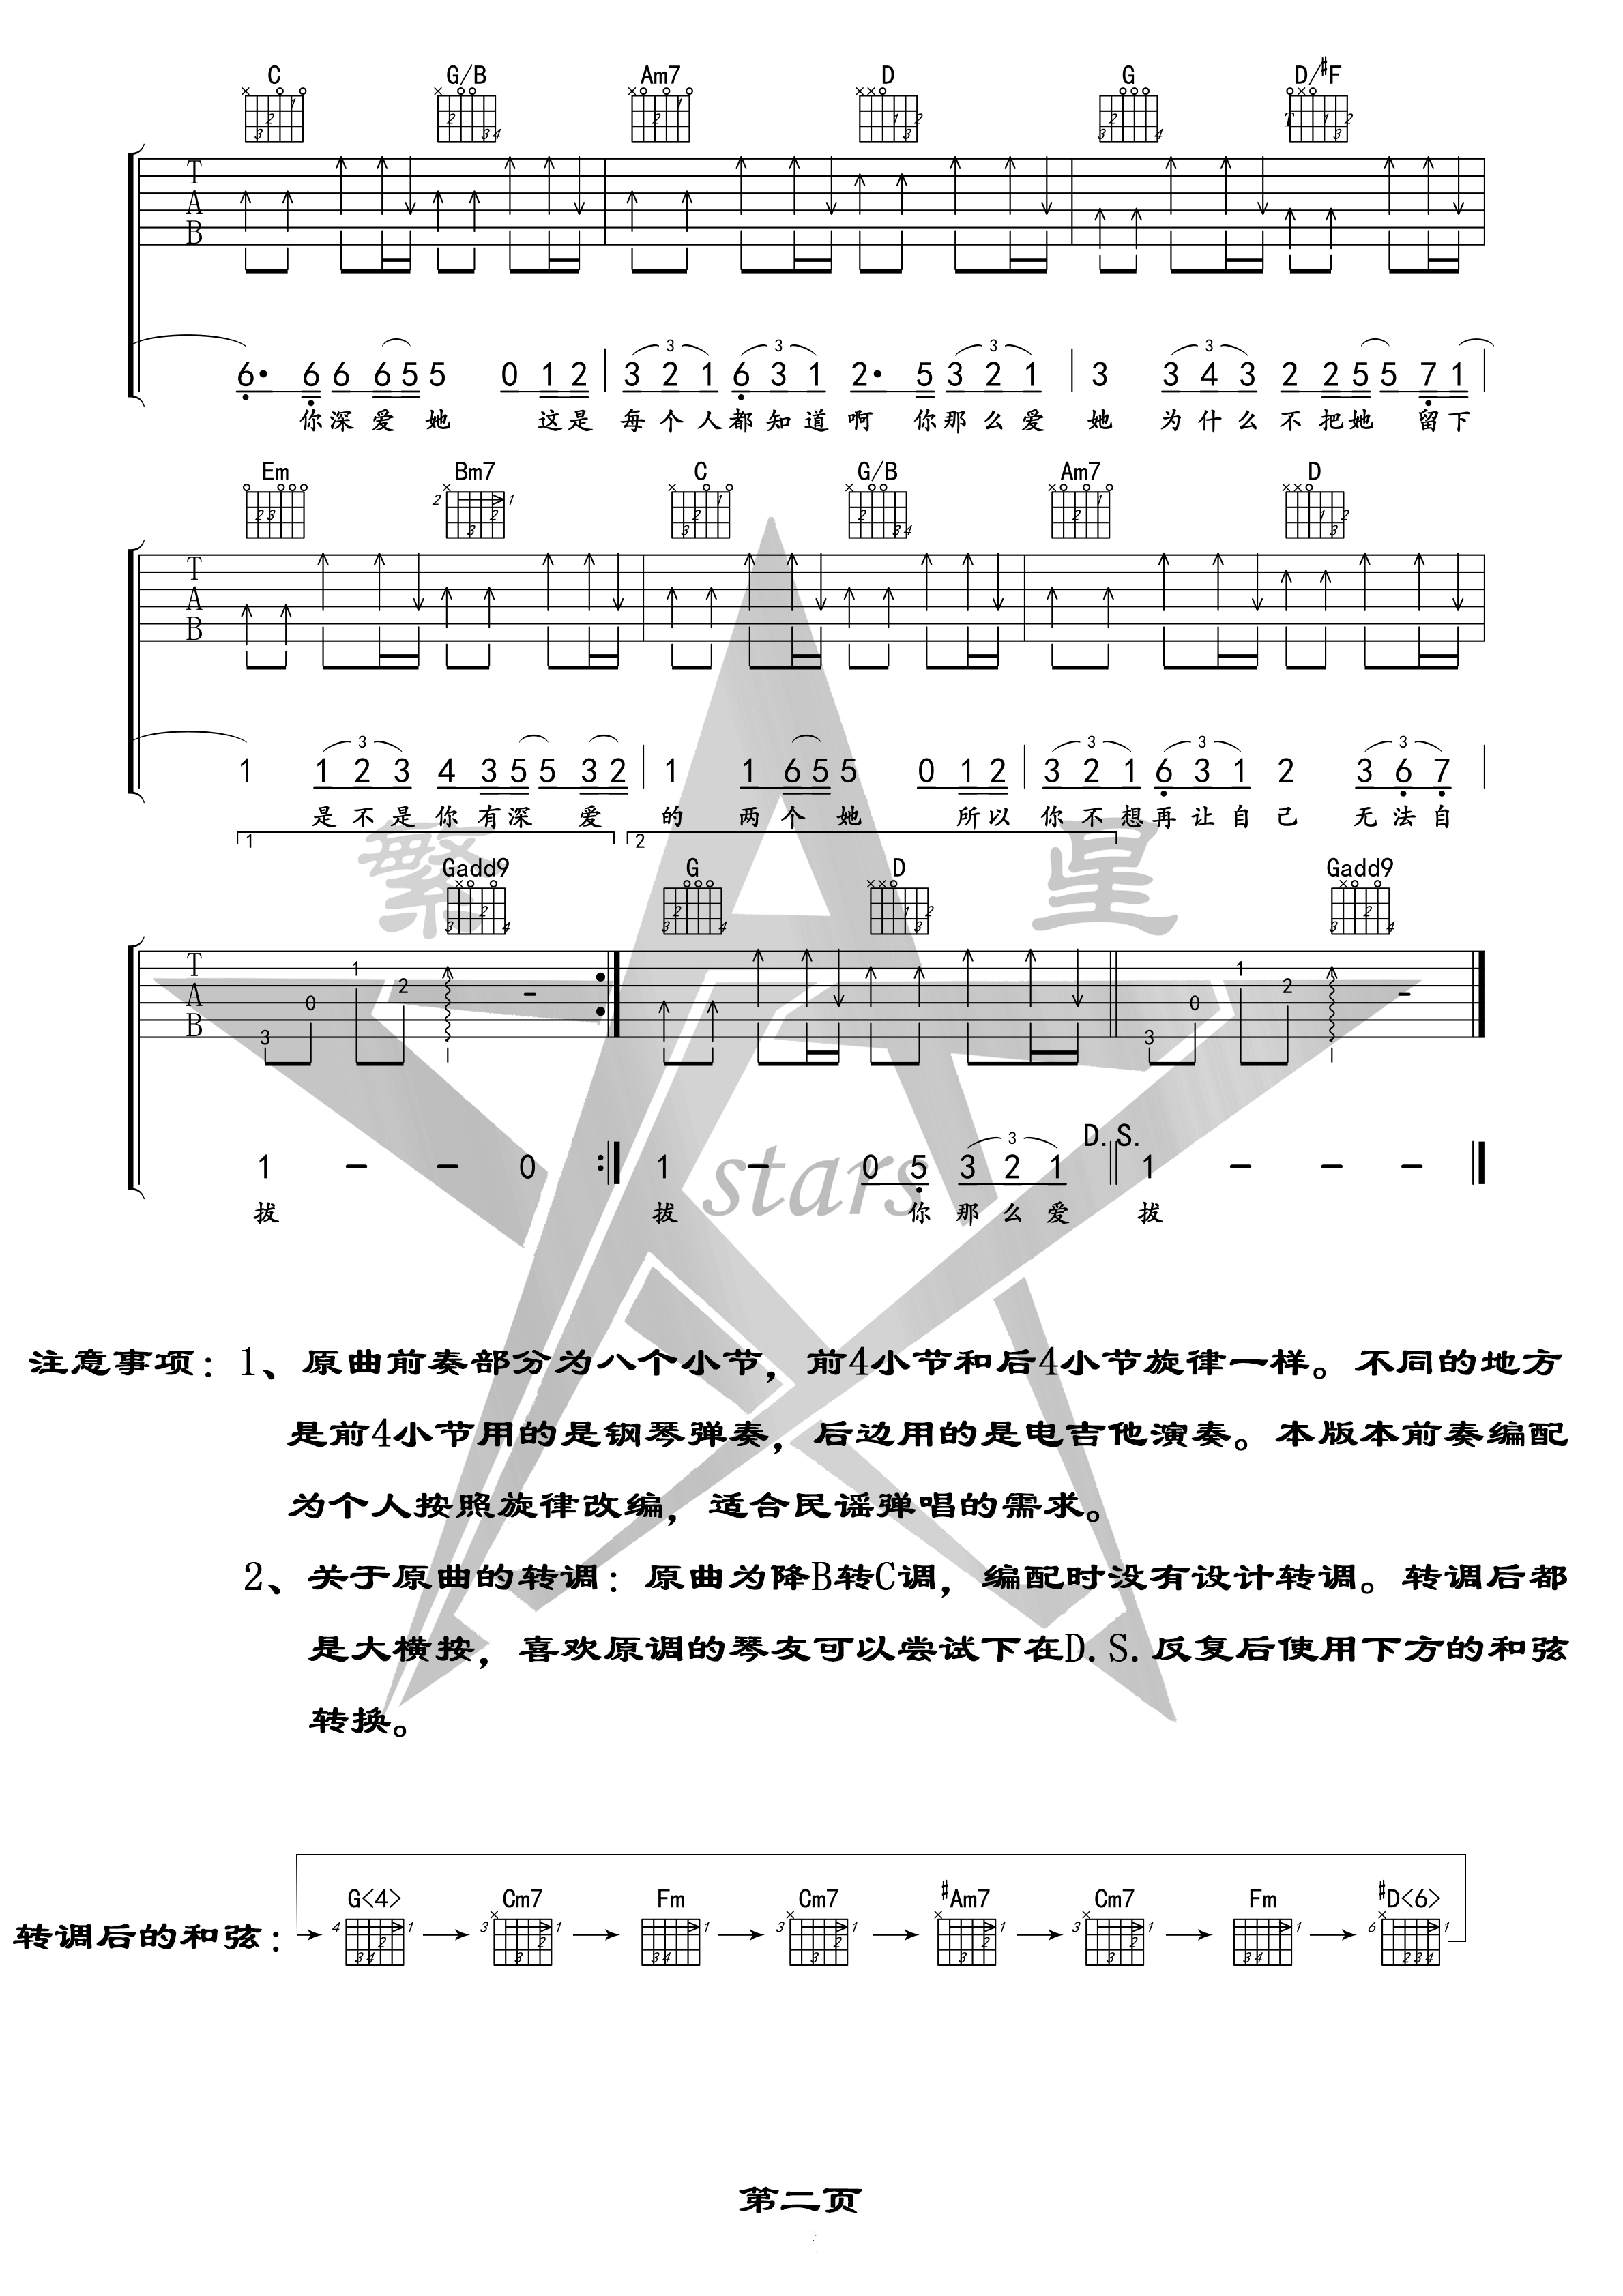 C G/B Am7 D G D/#F
T
A
B
6· 6 6 6 5 5 0 1 2 3 2 1 6 3 1 2· 5 3 2 1 3 3 4 3 2 2 5 5 7 1
你深爱她 这是每个人都知道啊 你那么爱她 为什么不把她 留下
Em Bm7 C G/B Am7 D
T
A
B
1 1 2 3 4 3 5 5 3 2 1 1 6 5 5 0 1 2 3 2 1 6 3 1 2 3 6 7
是不是你有深 爱的 两个她 所以你不想再让自己 无法自
1 2
繁 星
Gadd9 G D Gadd9
T
A
B
3 0 1 2 - 3 0 1 2 -
D.S.
1 - - 0 1 - 0 5 3 2 1 1 - - -
拔 拔 你那么爱 拔
stars
注意事项：1、原曲前奏部分为八个小节，前4小节和后4小节旋律一样。不同的地方
是前4小节用的是钢琴弹奏，后边用的是电吉他演奏。本版本前奏编配
为个人按照旋律改编，适合民谣弹唱的需求。
2、关于原曲的转调：原曲为降B转C调，编配时没有设计转调。转调后都
是大横按，喜欢原调的琴友可以尝试下在D.S.反复后使用下方的和弦
转换。
转调后的和弦： G<4> Cm7 Fm Cm7 #Am7 Cm7 Fm #D<6>
第二页